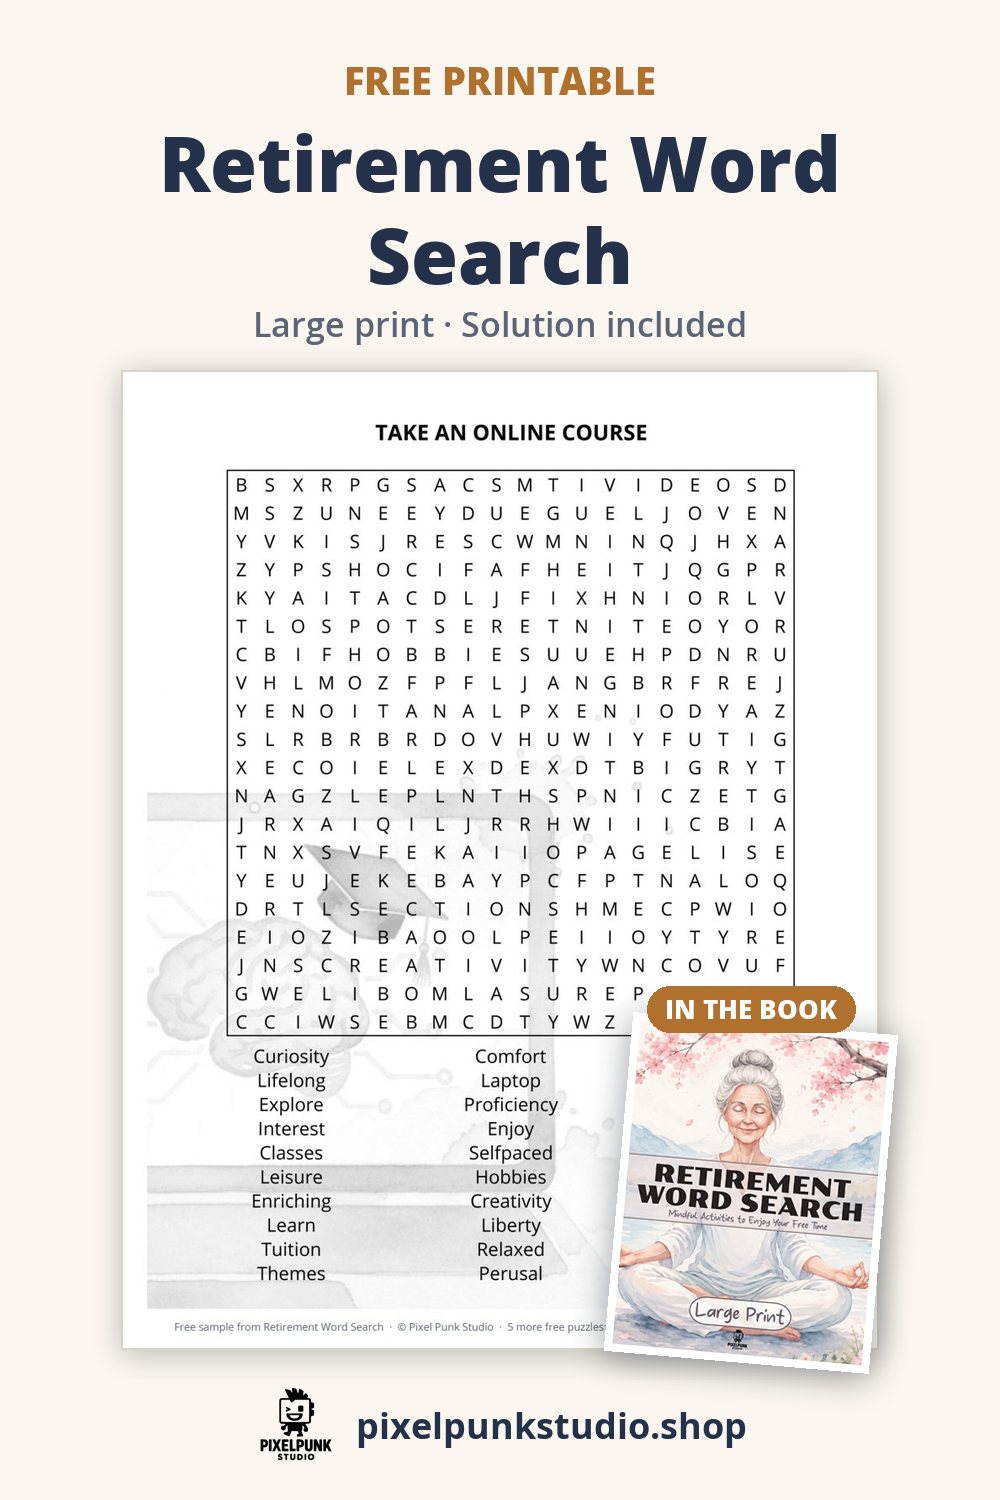 FREE PRINTABLE
Retirement Word
Search
Large print · Solution included
TAKE AN ONLINE COURSE
B S X R P G S A C S M T I V I D E O S D
M S Z U N E E Y D U E G U E L J O V E N
Y V K I S J R E S C W M N I N Q J H X A
Z Y P S H O C I F A F H E I T J Q G P R
K Y A I T A C D L J F I X H N I O R L V
T L O S P O T S E R E T N I T E O Y O R
C B I F H O B B I E S U U E H P D N R U
V H L M O Z F P F L J A N G B R F R E J
Y E N O I T A N A L P X E N I O D Y A Z
S L R B R B R D O V H U W I Y F U T I G
X E C O I E L E X D E X D T B I G R Y T
N A G Z L E P L N T H S P N I C Z E T G
J R X A I Q I L J R R H W I I I C B I A
T N X S V F E K A I I O P A G E L I S E
Y E U J E K E B A Y P C F P T N A L O Q
D R T L S E C T I O N S H M E C P W I O
E I O Z I B A O O L P E I I O Y T Y R E
J N S C R E A T I V I T Y W N C O V U F
G W E L I B O M L A S U R E P
C C I W S E B M C D T Y W Z
Curiosity
Lifelong
Explore
Interest
Classes
Leisure
Enriching
Learn
Tuition
Themes
Comfort
Laptop
Proficiency
Enjoy
Selfpaced
Hobbies
Creativity
Liberty
Relaxed
Perusal
IN THE BOOK
RETIREMENT
WORD SEARCH
Mindful Activities to Enjoy Your Free Time
Large Print
Free sample from Retirement Word Search · © Pixel Punk Studio · 5 more free puzzles:
PIXELPUNK
STUDIO
pixelpunkstudio.shop